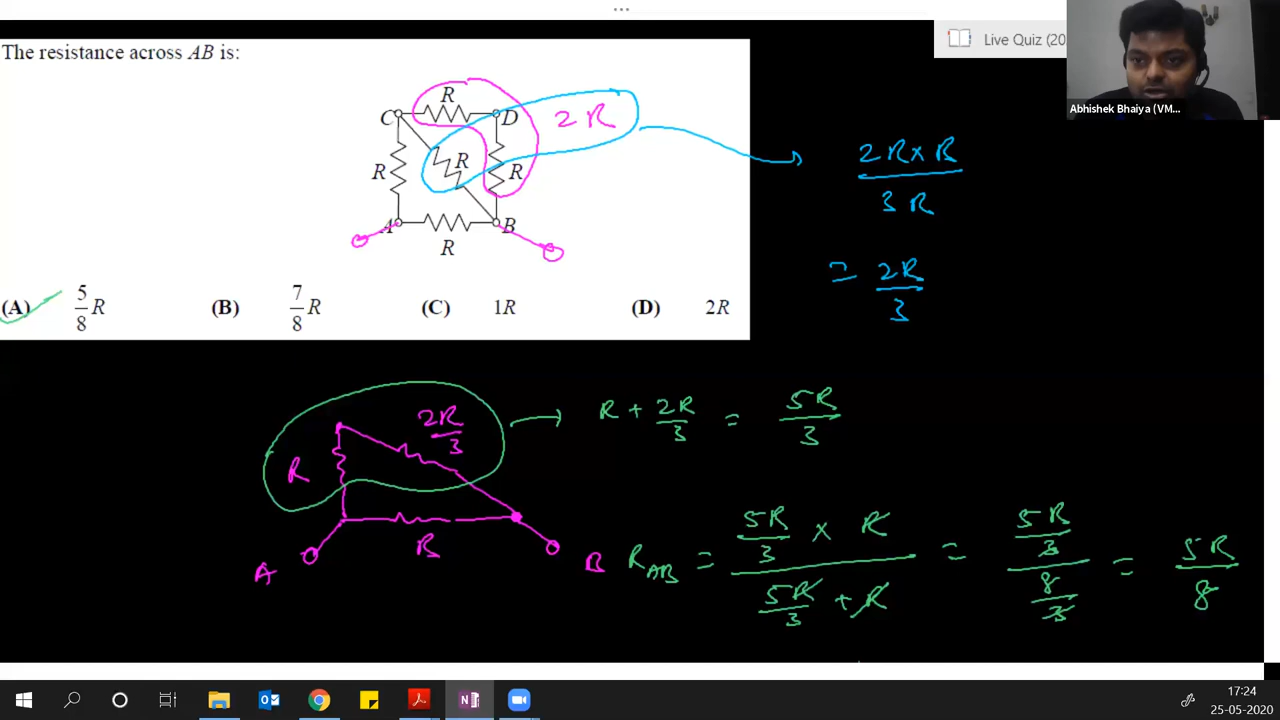 Live Quiz (20
Abhishek Bhaiya (VM...
The resistance across AB is:
R
C
D
2R
R
R
R
A
B
R
2R×R
3R
= 2R
3
(A) 5/8 R (B) 7/8 R (C) 1R (D) 2R
2R
3
R
R + 2R/3 = 5R/3
R
A
B
R_AB = (5R/3 × R) / (5R/3 + R) = (5R/3) / (8/3) = 5R/8
17:24
25-05-2020